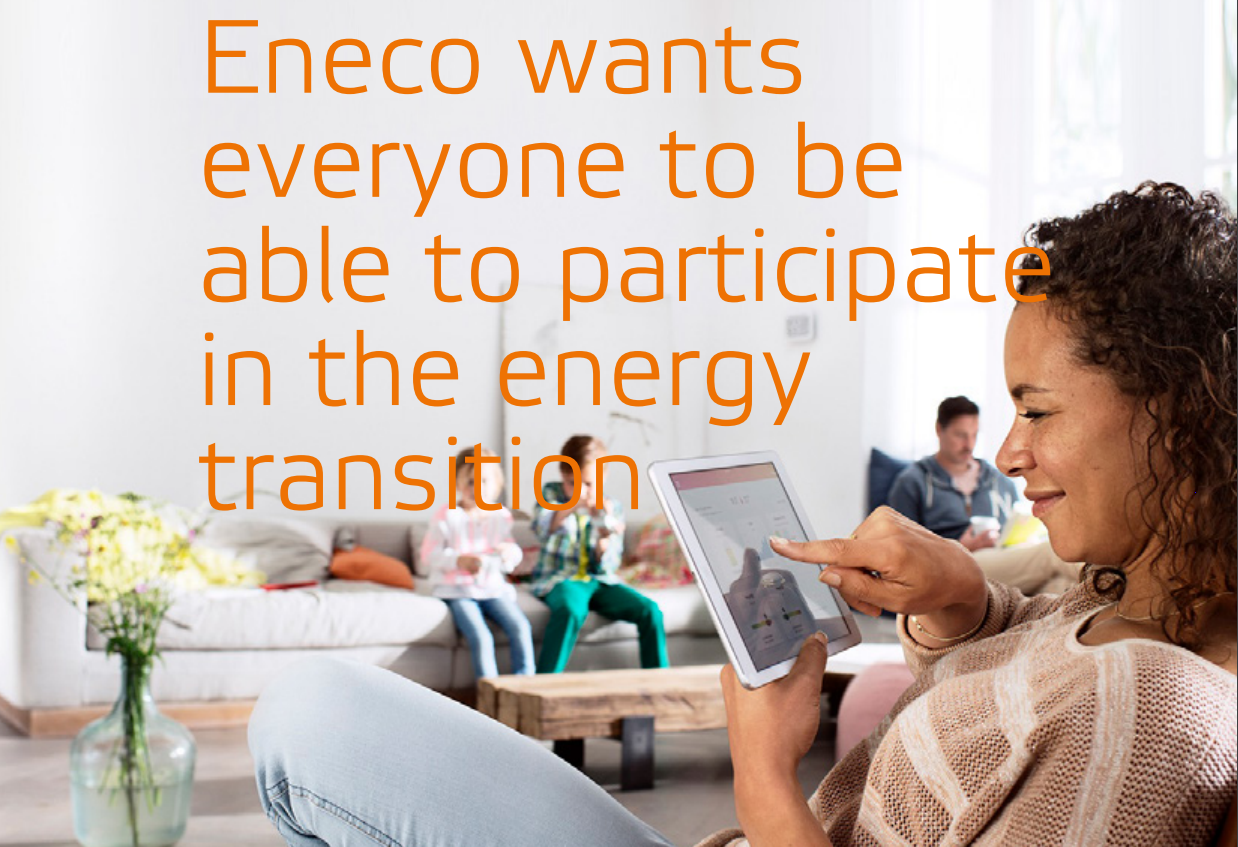 Eneco wants
everyone to be
able to participate
in the energy
transition